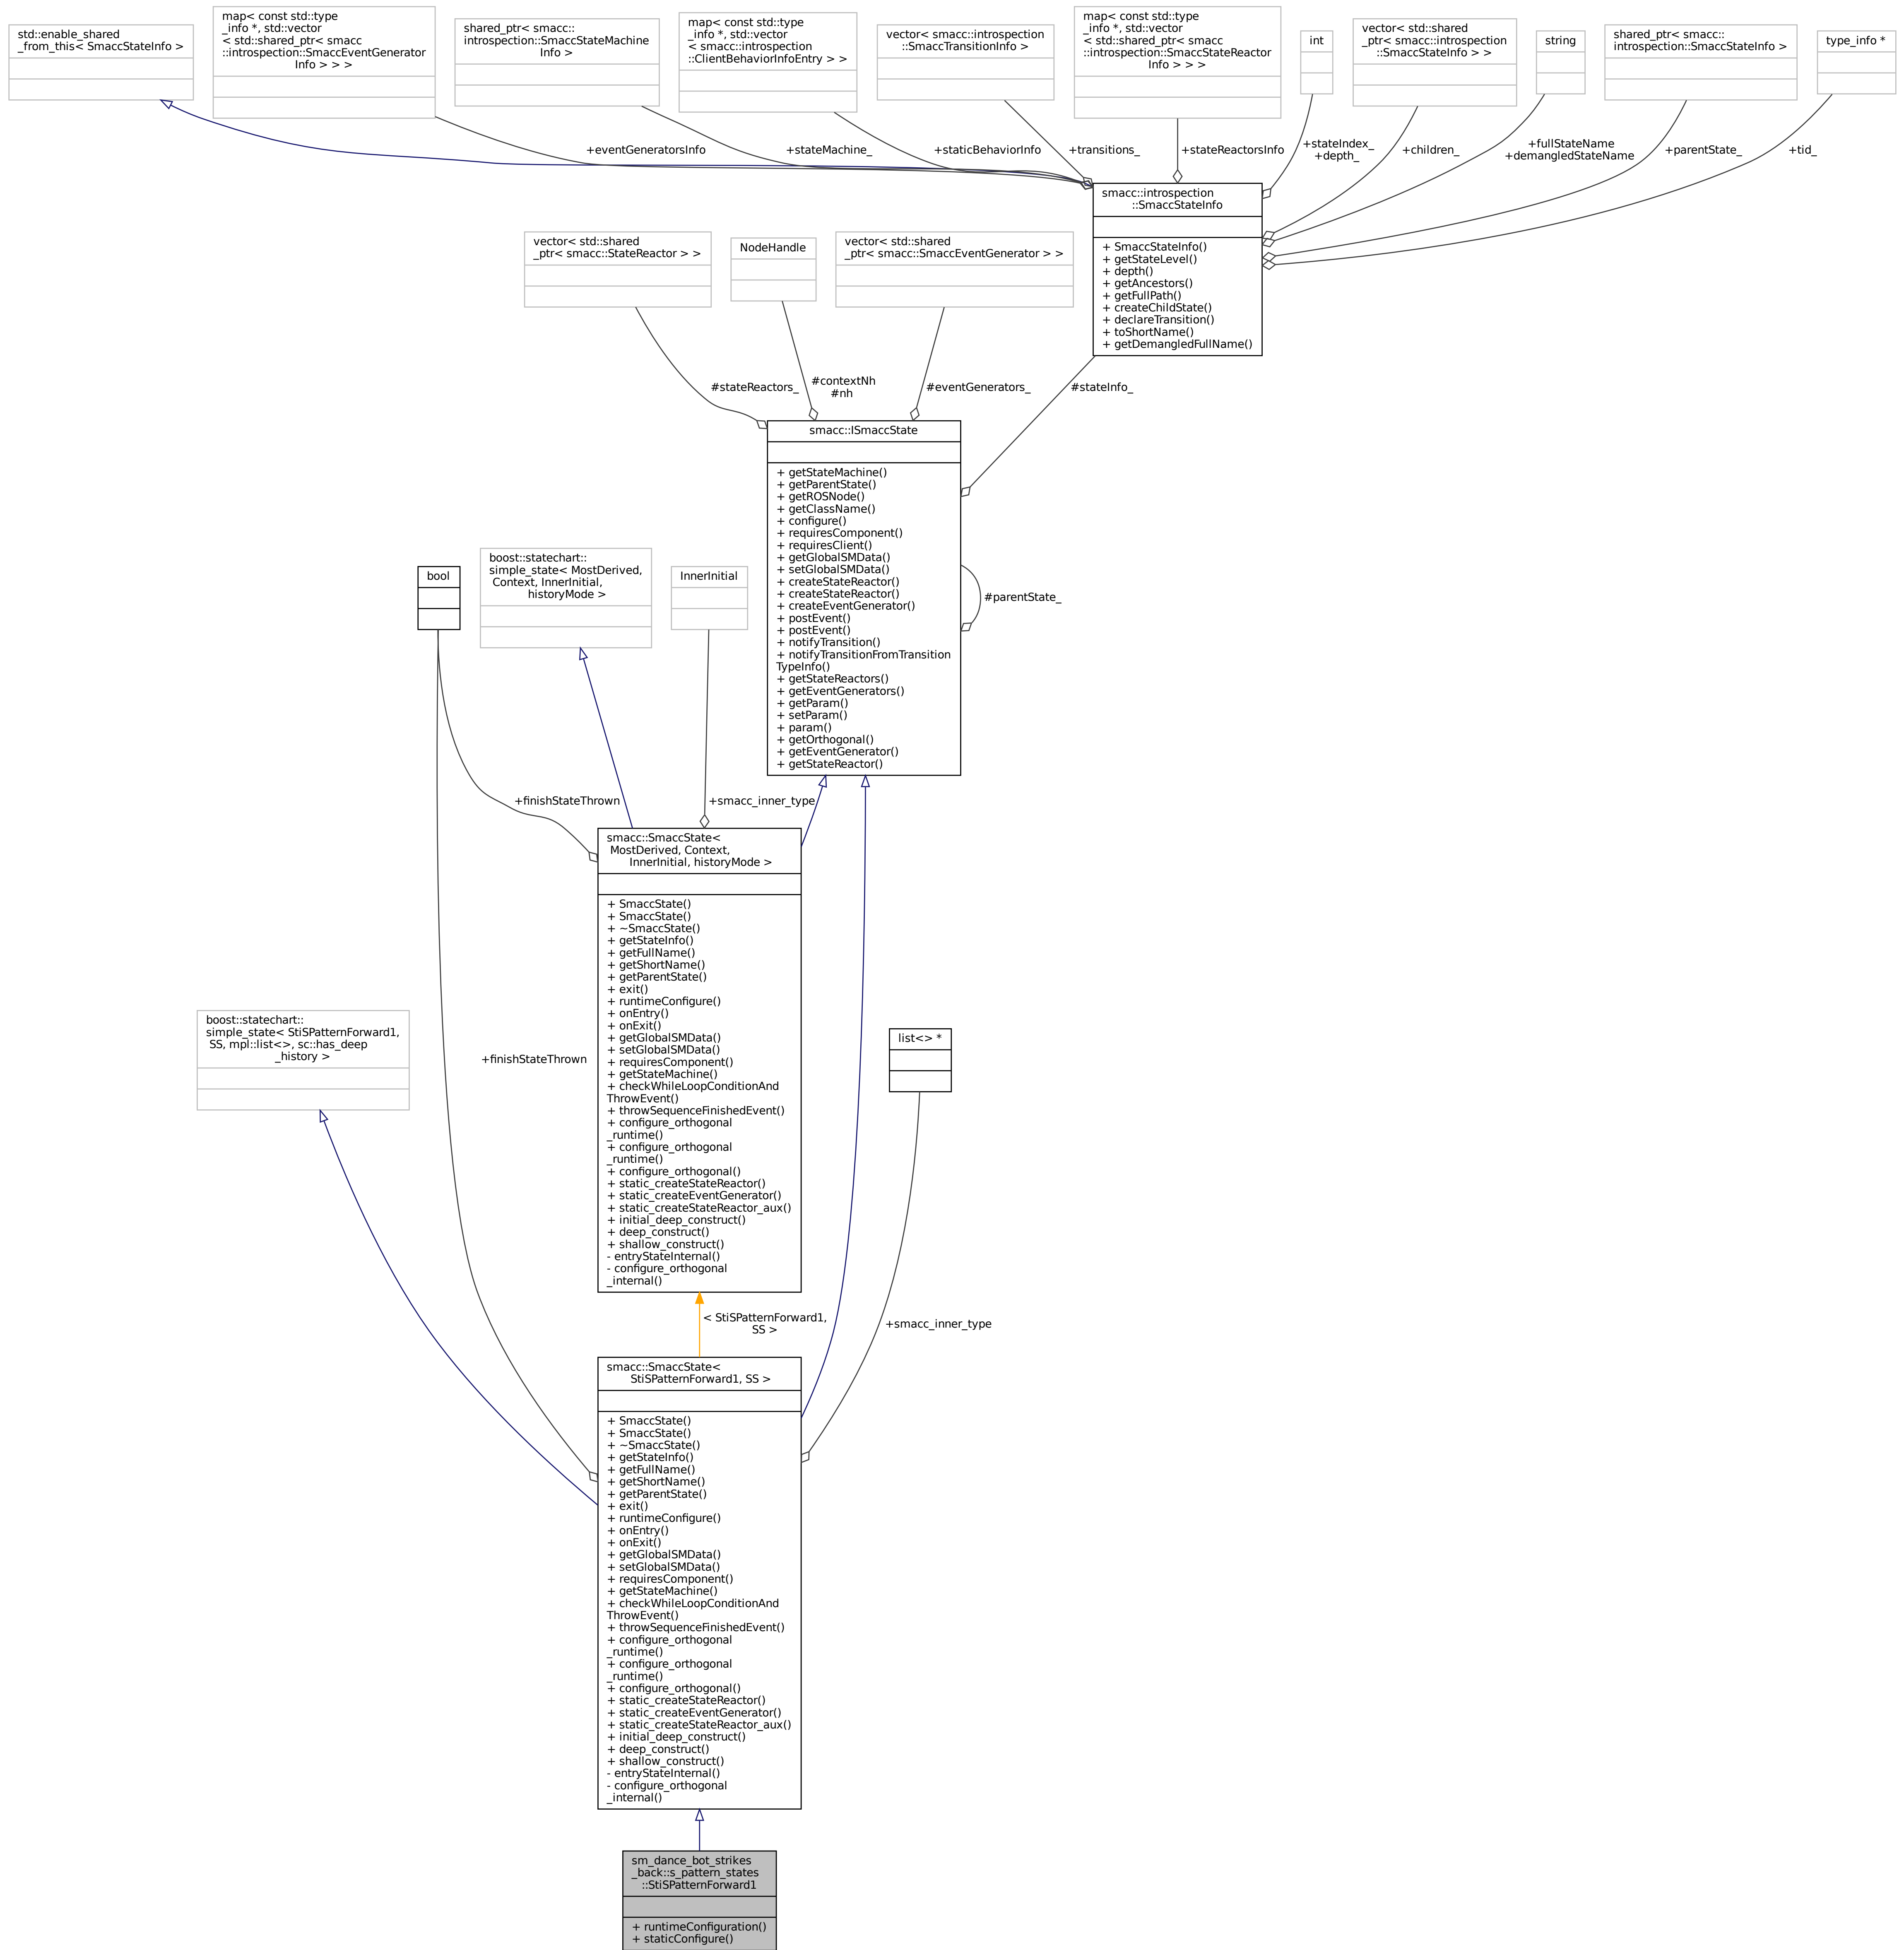 std::enable_shared
_from_this< SmaccStateInfo >
map< const std::type
_info *, std::vector
< std::shared_ptr< smacc
::introspection::SmaccEventGenerator
Info > > >
shared_ptr< smacc::
introspection::SmaccStateMachine
Info >
map< const std::type
_info *, std::vector
< smacc::introspection
::ClientBehaviorInfoEntry > >
vector< smacc::introspection
::SmaccTransitionInfo >
map< const std::type
_info *, std::vector
< std::shared_ptr< smacc
::introspection::SmaccStateReactor
Info > > >
int
vector< std::shared
_ptr< smacc::introspection
::SmaccStateInfo > >
string
shared_ptr< smacc::
introspection::SmaccStateInfo >
type_info *
+eventGeneratorsInfo
+stateMachine_
+staticBehaviorInfo
+transitions_
+stateReactorsInfo
+stateIndex_
+depth_
+children_
+fullStateName
+demangledStateName
+parentState_
+tid_
smacc::introspection
::SmaccStateInfo
+ SmaccStateInfo()
+ getStateLevel()
+ depth()
+ getAncestors()
+ getFullPath()
+ createChildState()
+ declareTransition()
+ toShortName()
+ getDemangledFullName()
vector< std::shared
_ptr< smacc::StateReactor > >
NodeHandle
vector< std::shared
_ptr< smacc::SmaccEventGenerator > >
#stateReactors_
#contextNh
#nh
#eventGenerators_
#stateInfo_
smacc::ISmaccState
+ getStateMachine()
+ getParentState()
+ getROSNode()
+ getClassName()
+ configure()
+ requiresComponent()
+ requiresClient()
+ getGlobalSMData()
+ setGlobalSMData()
+ createStateReactor()
+ createStateReactor()
+ createEventGenerator()
+ postEvent()
+ postEvent()
+ notifyTransition()
+ notifyTransitionFromTransition
TypeInfo()
+ getStateReactors()
+ getEventGenerators()
+ getParam()
+ setParam()
+ param()
+ getOrthogonal()
+ getEventGenerator()
+ getStateReactor()
#parentState_
bool
boost::statechart::
simple_state< MostDerived,
Context, InnerInitial,
historyMode >
InnerInitial
+finishStateThrown
+smacc_inner_type
smacc::SmaccState<
MostDerived, Context,
InnerInitial, historyMode >
+ SmaccState()
+ SmaccState()
+ ~SmaccState()
+ getStateInfo()
+ getFullName()
+ getShortName()
+ getParentState()
+ exit()
+ runtimeConfigure()
+ onEntry()
+ onExit()
+ getGlobalSMData()
+ setGlobalSMData()
+ requiresComponent()
+ getStateMachine()
+ checkWhileLoopConditionAnd
ThrowEvent()
+ throwSequenceFinishedEvent()
+ configure_orthogonal
_runtime()
+ configure_orthogonal
_runtime()
+ configure_orthogonal()
+ static_createStateReactor()
+ static_createEventGenerator()
+ static_createStateReactor_aux()
+ initial_deep_construct()
+ deep_construct()
+ shallow_construct()
- entryStateInternal()
- configure_orthogonal
_internal()
boost::statechart::
simple_state< StiSPatternForward1,
SS, mpl::list<>, sc::has_deep
_history >
+finishStateThrown
list<> *
< StiSPatternForward1,
SS >
+smacc_inner_type
smacc::SmaccState<
StiSPatternForward1, SS >
+ SmaccState()
+ SmaccState()
+ ~SmaccState()
+ getStateInfo()
+ getFullName()
+ getShortName()
+ getParentState()
+ exit()
+ runtimeConfigure()
+ onEntry()
+ onExit()
+ getGlobalSMData()
+ setGlobalSMData()
+ requiresComponent()
+ getStateMachine()
+ checkWhileLoopConditionAnd
ThrowEvent()
+ throwSequenceFinishedEvent()
+ configure_orthogonal
_runtime()
+ configure_orthogonal
_runtime()
+ configure_orthogonal()
+ static_createStateReactor()
+ static_createEventGenerator()
+ static_createStateReactor_aux()
+ initial_deep_construct()
+ deep_construct()
+ shallow_construct()
- entryStateInternal()
- configure_orthogonal
_internal()
sm_dance_bot_strikes
_back::s_pattern_states
::StiSPatternForward1
+ runtimeConfiguration()
+ staticConfigure()